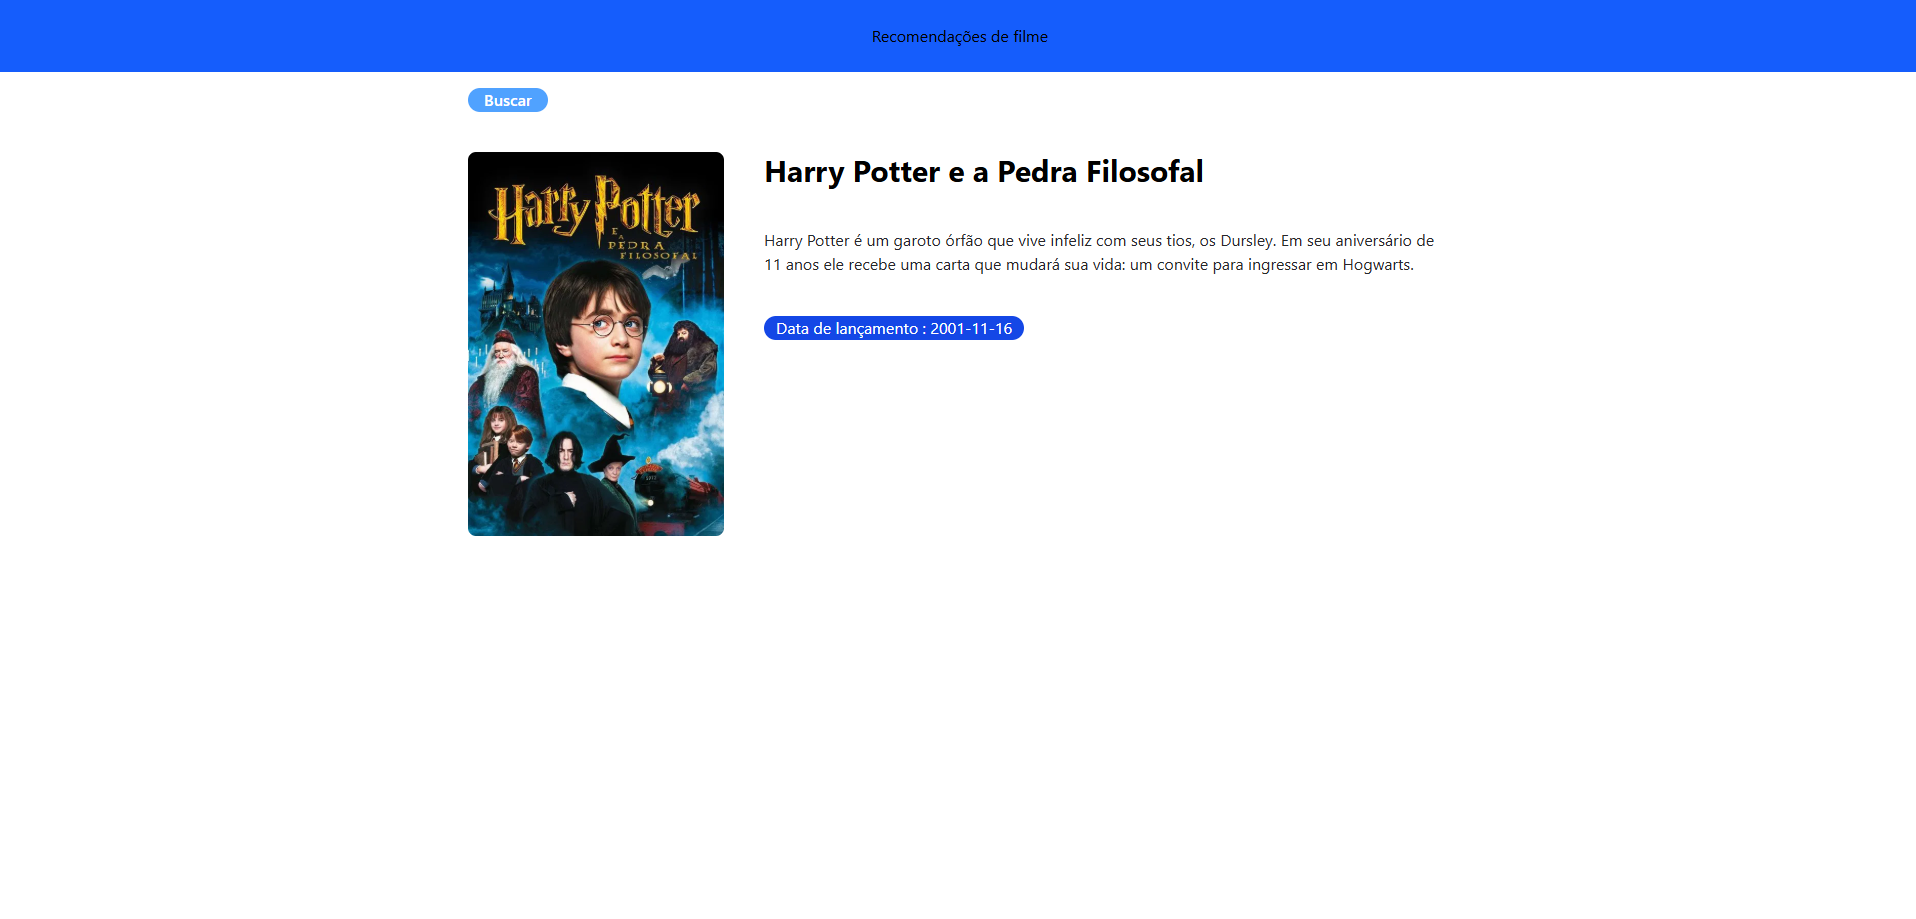 Recomendações de filme
Buscar
Harry Potter
E A
PEDRA
FILOSOFAL
Harry Potter e a Pedra Filosofal
Harry Potter é um garoto órfão que vive infeliz com seus tios, os Dursley. Em seu aniversário de
11 anos ele recebe uma carta que mudará sua vida: um convite para ingressar em Hogwarts.
Data de lançamento : 2001-11-16